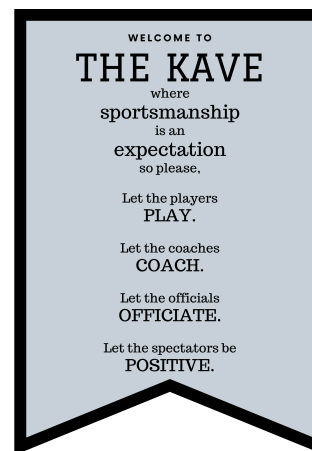 WELCOME TO
THE KAVE
where
sportsmanship
is an
expectation
so please,
Let the players
PLAY.
Let the coaches
COACH.
Let the officials
OFFICIATE.
Let the spectators be
POSITIVE.